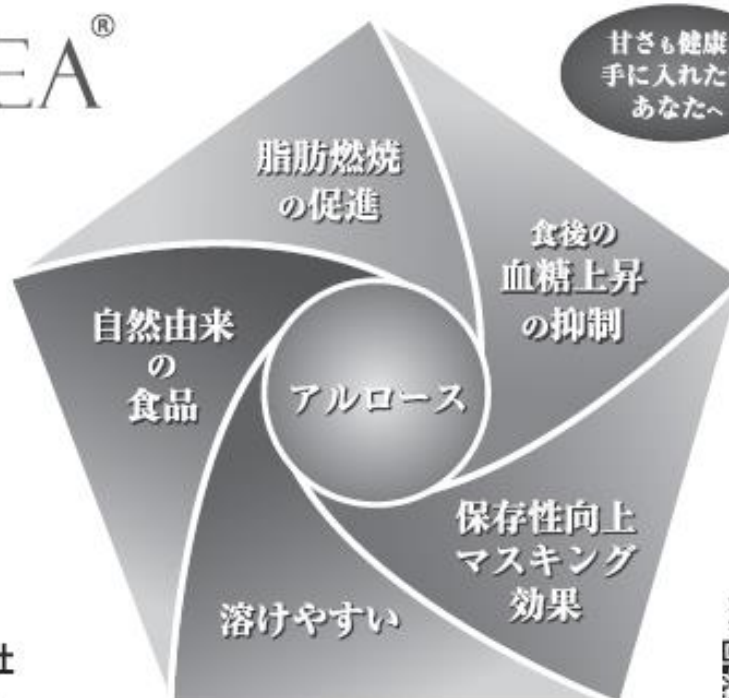 EA®
甘さも健康
手に入れた
あなたへ
脂肪燃焼
の促進
食後の
血糖上昇
の抑制
自然由来
の
食品
アルロース
保存性向上
マスキング
効果
溶けやすい
社